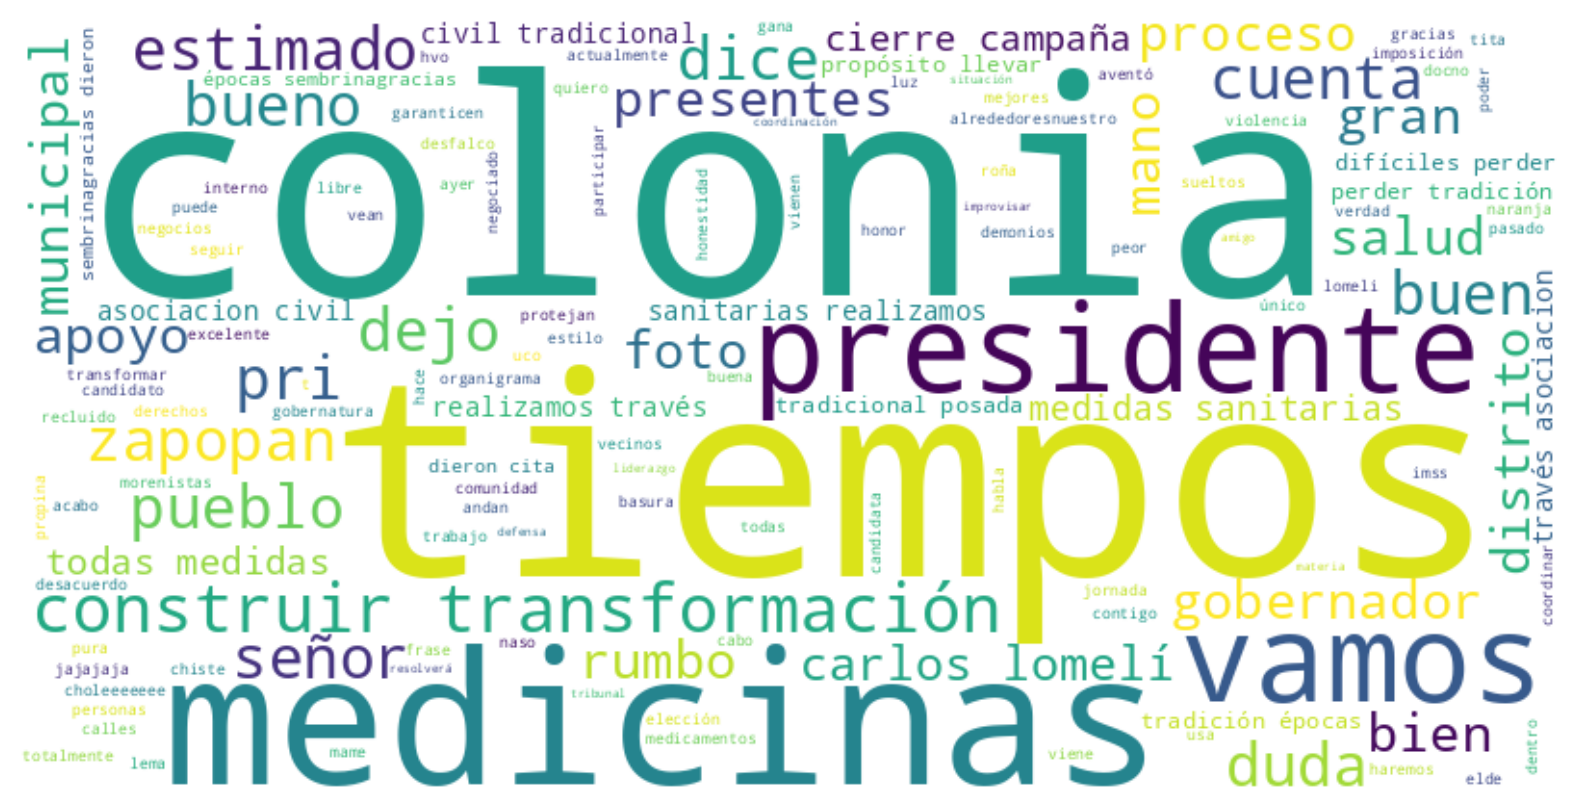 gana
gracias
civil tradicional
estimado
cierre campaña
proceso
tita
imposición
hvo
actualmente
dice
propósito llevar
docno
épocas sembrinagracias
luz
situación
aventó
cuenta
poder
quiero
presentes
mejores
bueno
garanticen
coordinación
alrededoresnuestro
mano
violencia
gran
municipal
sembrinagracias dieron
desfalco
negociado
participar
colonia
difíciles perder
interno
libre
ayer
honestidad
vienen
roña
sueltos
perder tradición
puede
vean
improvisar
verdad
naranja
negocios
honor
demonios
amigo
salud
pasado
seguir
peor
lomeli
buen
asociacion civil
sanitarias realizamos
único
protejan
apoyo
excelente
dejo
estilo
foto
presidente
uco
transformar
candidato
pri
t
hace
organigrama
buena
recluido
derechos
gobernatura
realizamos través
tradicional posada
medidas sanitarias
distrito
través asociacion
zapopan
vecinos
dieron cita
liderazgo
tiempos
imss
morenistas
comunidad
habla
propina
acabo
pueblo
andan
basura
candidata
trabajo
defensa
todas
todas medidas
materia
desacuerdo
jornada
coordinar
construir transformación
contigo
gobernador
pura
naso
cabo
vamos
jajajaja
chiste
señor
frase
resolverá
rumbo
carlos lomelí
choleeeeeee
medicinas
tribunal
personas
elección
tradición épocas
calles
medicamentos
usa
bien
totalmente
lema
mame
viene
duda
haremos
elde
dentro